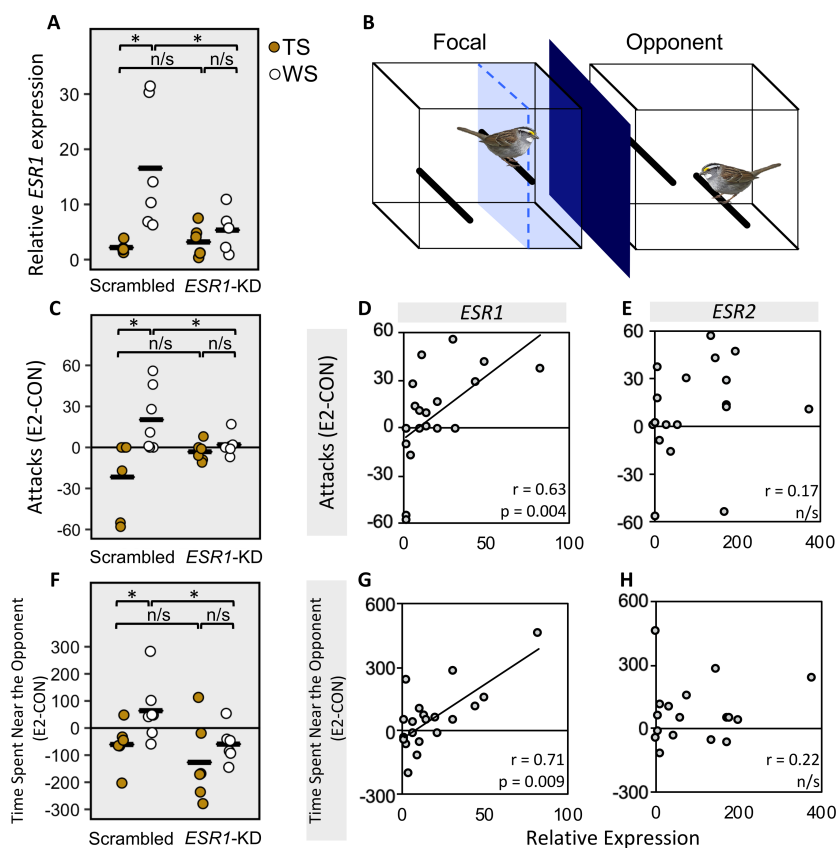 A
TS
WS
* *
n/s n/s
Relative ESR1 expression
30
20
10
0
Scrambled ESR1-KD
B
Focal Opponent
C
* *
n/s n/s
Attacks (E2-CON)
60
30
0
-30
-60
Scrambled ESR1-KD
D
ESR1
Attacks (E2-CON)
60
30
0
-30
-60
r = 0.63
p = 0.004
0 50 100
E
ESR2
60
30
0
-30
-60
r = 0.17
n/s
0 200 400
F
* *
n/s n/s
Time Spent Near the Opponent
(E2-CON)
300
200
100
0
-100
-200
-300
Scrambled ESR1-KD
G
Time Spent Near the Opponent
(E2-CON)
600
300
0
-300
r = 0.71
p = 0.009
0 50 100
H
600
300
0
-300
r = 0.22
n/s
0 200 400
Relative Expression